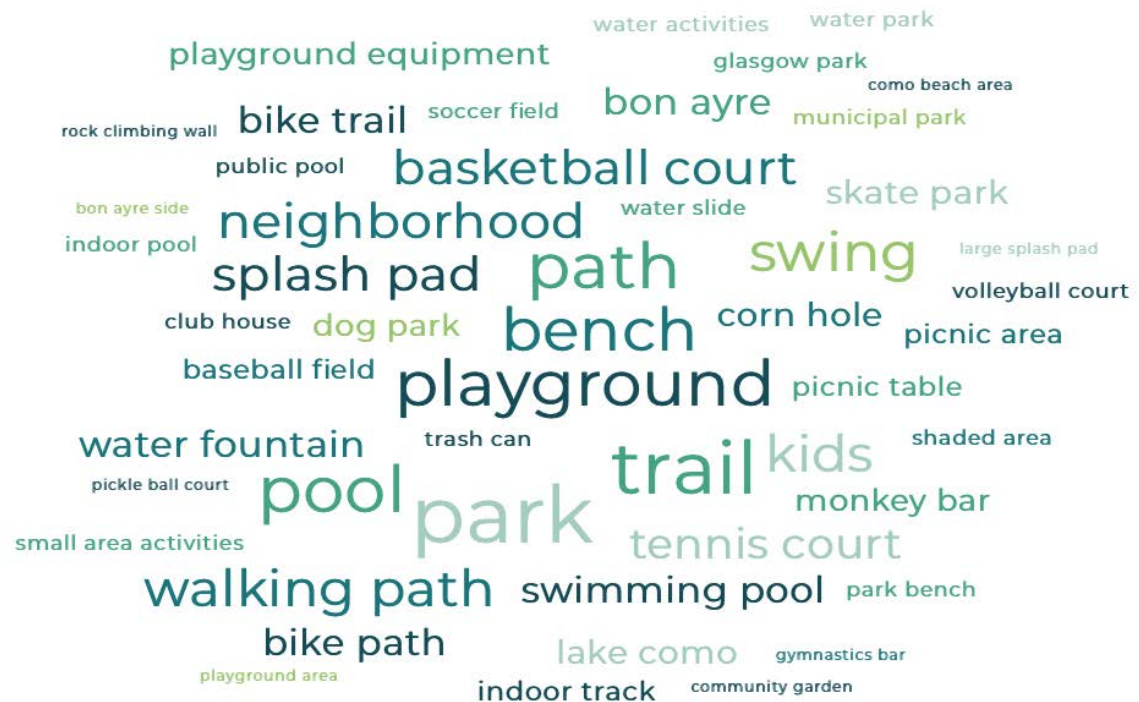 water activities
water park
playground equipment
glasgow park
como beach area
bon ayre
soccer field
bike trail
municipal park
rock climbing wall
public pool
basketball court
skate park
bon ayre side
neighborhood
water slide
indoor pool
swing
large splash pad
splash pad
path
volleyball court
club house
dog park
bench
corn hole
picnic area
baseball field
playground
picnic table
water fountain
trash can
kids
shaded area
trail
pickle ball court
pool
park
monkey bar
small area activities
tennis court
walking path
swimming pool
park bench
bike path
lake como
gymnastics bar
playground area
indoor track
community garden